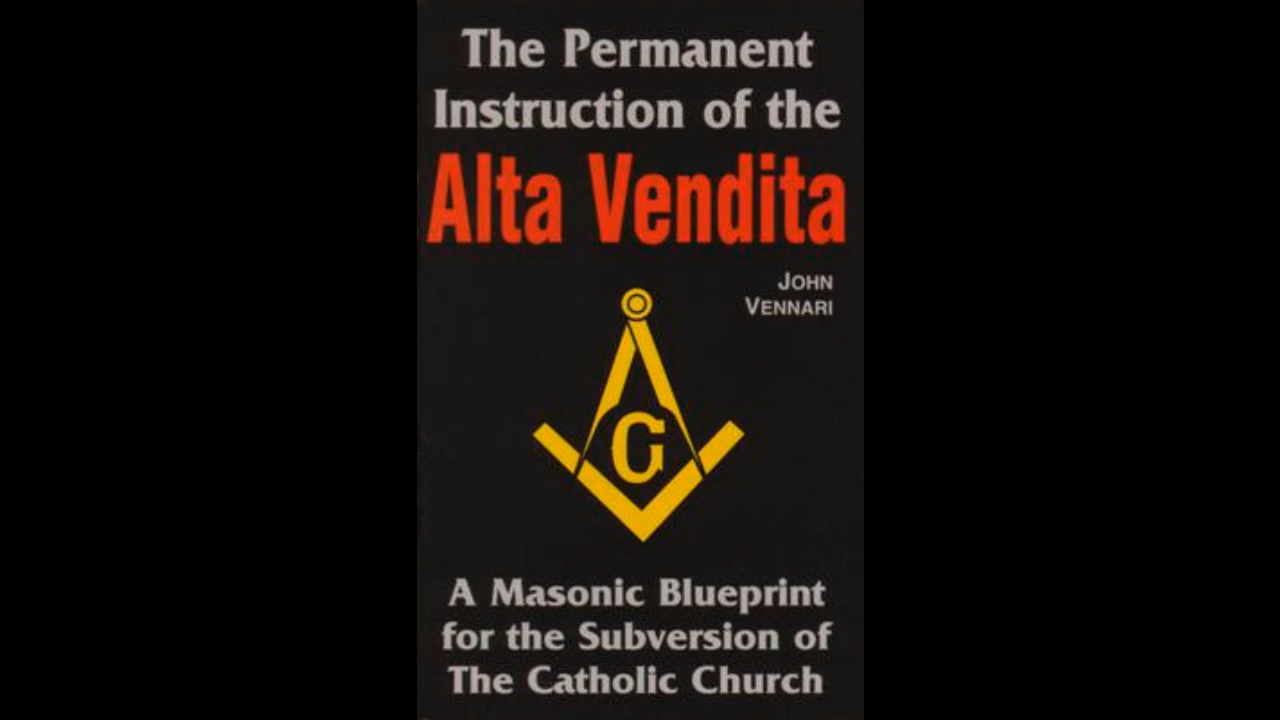 The Permanent
Instruction of the
Alta Vendita
JOHN
VENNARI
G
A Masonic Blueprint
for the Subversion of
The Catholic Church